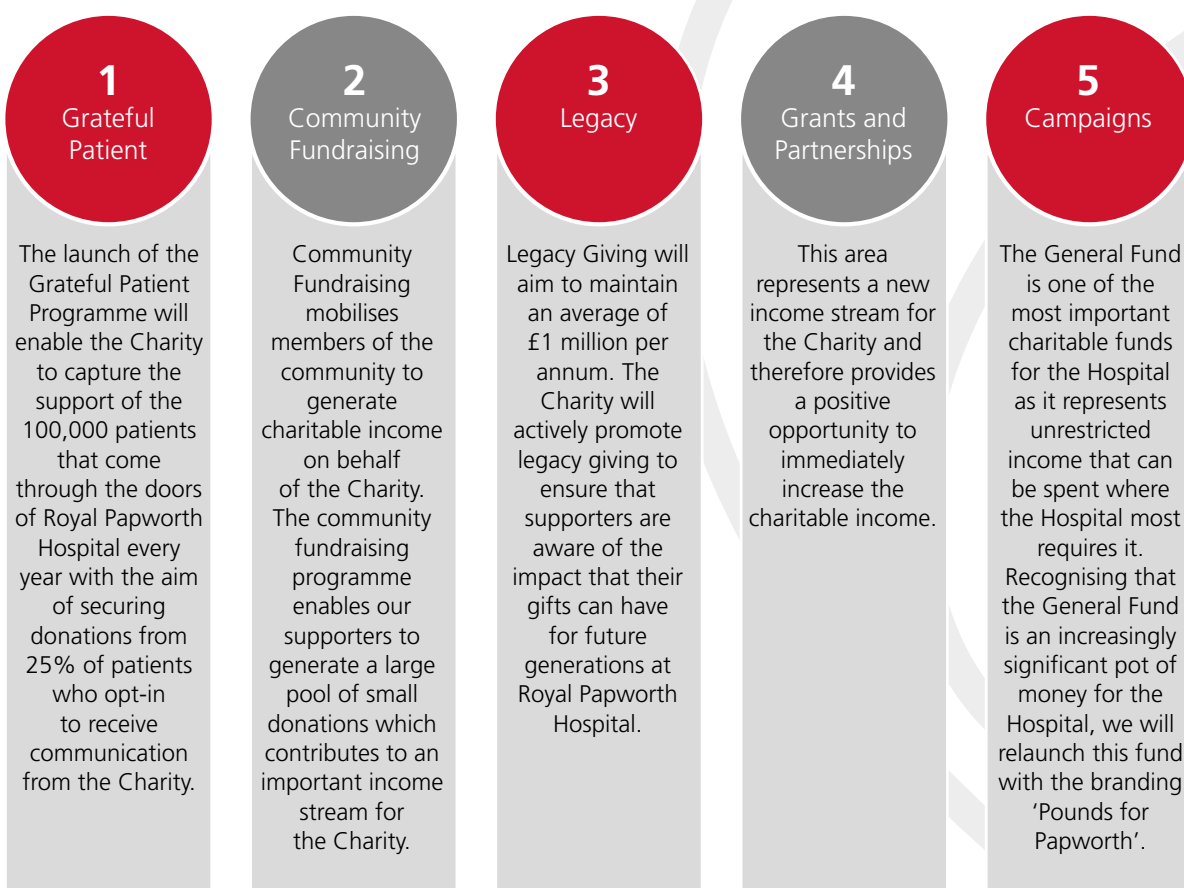 1
Grateful
Patient
The launch of the
Grateful Patient
Programme will
enable the Charity
to capture the
support of the
100,000 patients
that come
through the doors
of Royal Papworth
Hospital every
year with the aim
of securing
donations from
25% of patients
who opt-in
to receive
communication
from the Charity.
2
Community
Fundraising
Community
Fundraising
mobilises
members of the
community to
generate
charitable income
on behalf
of the Charity.
The community
fundraising
programme
enables our
supporters to
generate a large
pool of small
donations which
contributes to an
important income
stream for
the Charity.
3
Legacy
Legacy Giving will
aim to maintain
an average of
£1 million per
annum. The
Charity will
actively promote
legacy giving to
ensure that
supporters are
aware of the
impact that their
gifts can have
for future
generations at
Royal Papworth
Hospital.
4
Grants and
Partnerships
This area
represents a new
income stream for
the Charity and
therefore provides
a positive
opportunity to
immediately
increase the
charitable income.
5
Campaigns
The General Fund
is one of the
most important
charitable funds
for the Hospital
as it represents
unrestricted
income that can
be spent where
the Hospital most
requires it.
Recognising that
the General Fund
is an increasingly
significant pot of
money for the
Hospital, we will
relaunch this fund
with the branding
‘Pounds for
Papworth’.